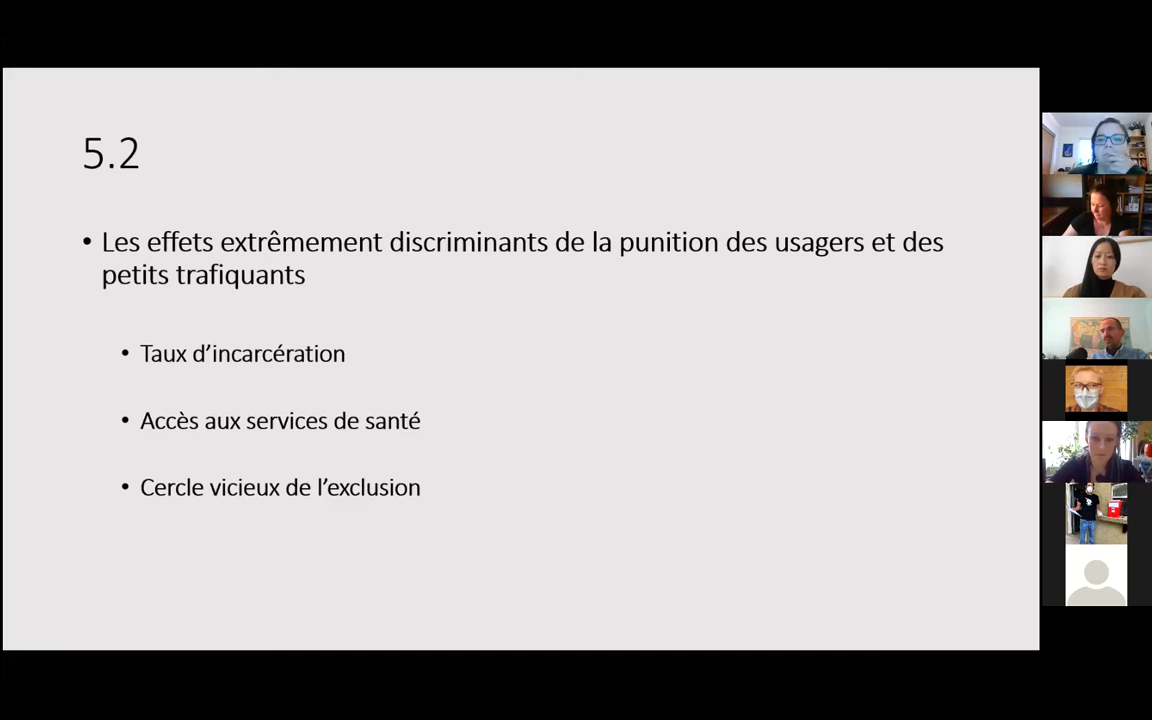 5.2
• Les effets extrêmement discriminants de la punition des usagers et des
petits trafiquants
• Taux d’incarcération
• Accès aux services de santé
• Cercle vicieux de l’exclusion